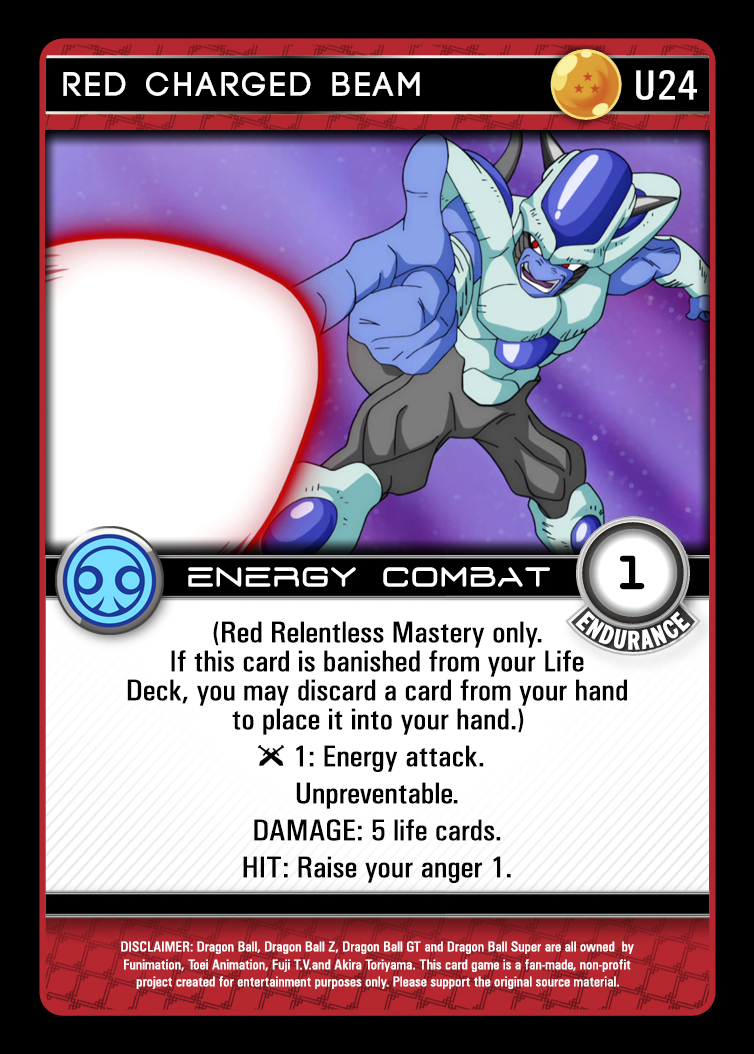 RED CHARGED BEAM
U24
ENERGY COMBAT
1
ENDURANCE
(Red Relentless Mastery only.
If this card is banished from your Life
Deck, you may discard a card from your hand
to place it into your hand.)
1: Energy attack.
Unpreventable.
DAMAGE: 5 life cards.
HIT: Raise your anger 1.
DISCLAIMER: Dragon Ball, Dragon Ball Z, Dragon Ball GT and Dragon Ball Super are all owned by
Funimation, Toei Animation, Fuji T.V.and Akira Toriyama. This card game is a fan-made, non-profit
project created for entertainment purposes only. Please support the original source material.